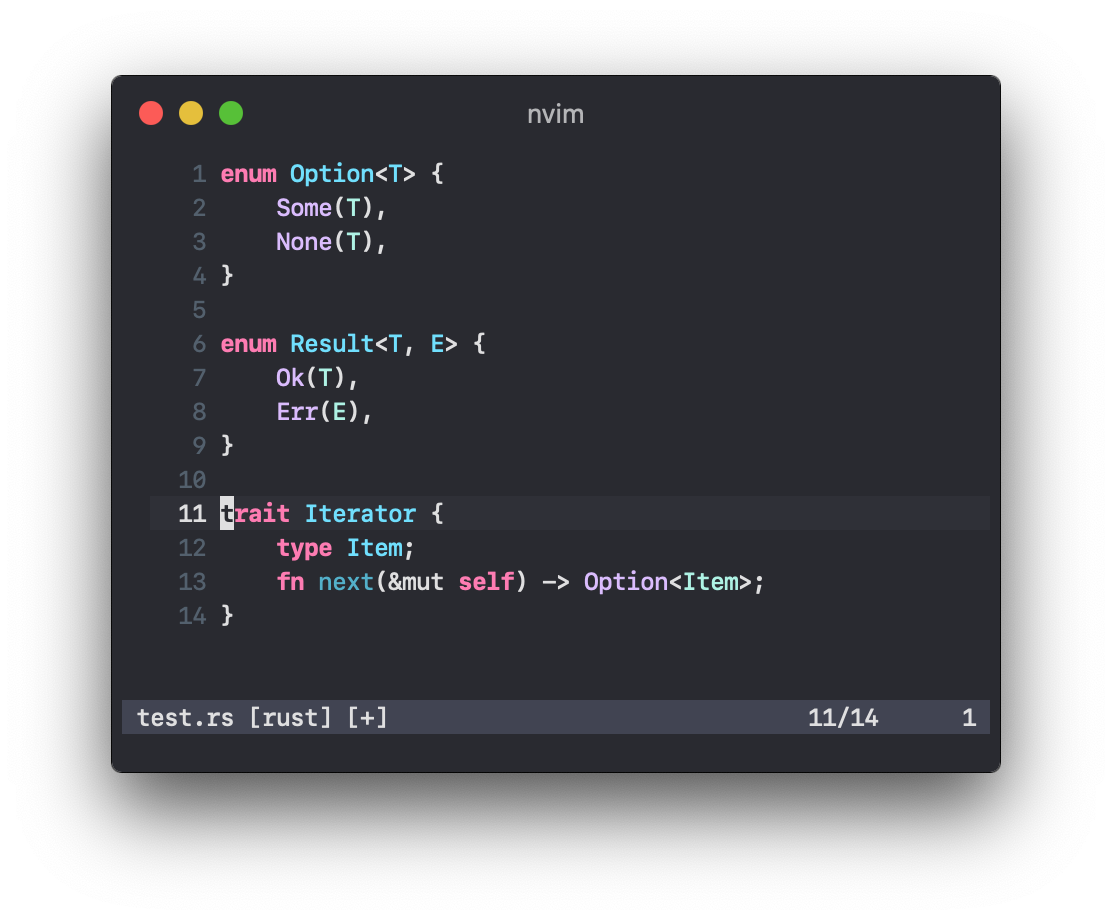 nvim
1 enum Option<T> {
2     Some(T),
3     None(T),
4 }
5
6 enum Result<T, E> {
7     Ok(T),
8     Err(E),
9 }
10
11 trait Iterator {
12     type Item;
13     fn next(&mut self) -> Option<Item>;
14 }
test.rs [rust] [+] 11/14 1